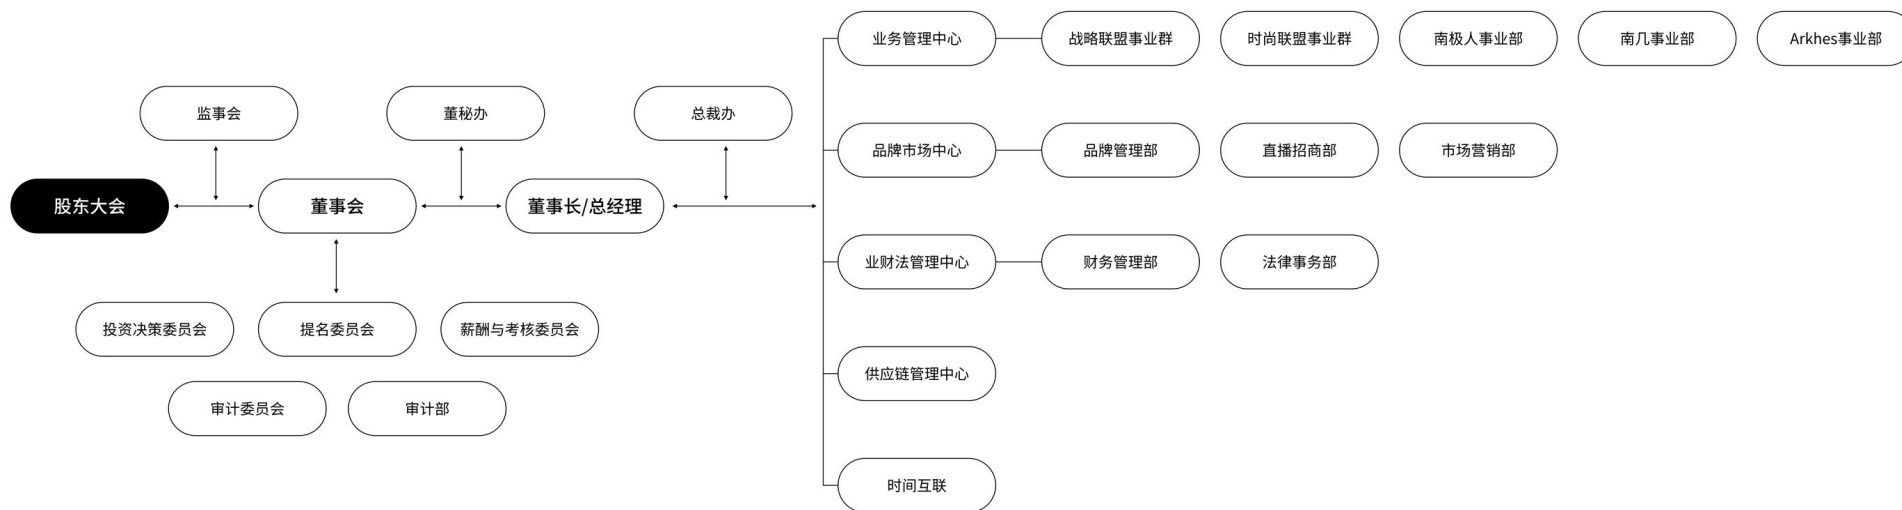 业务管理中心
战略联盟事业群
时尚联盟事业群
南极人事业部
南几事业部
Arkhes事业部
监事会
董秘办
总裁办
品牌市场中心
品牌管理部
直播招商部
市场营销部
股东大会
董事会
董事长/总经理
业财法管理中心
财务管理部
法律事务部
投资决策委员会
提名委员会
薪酬与考核委员会
供应链管理中心
审计委员会
审计部
时间互联